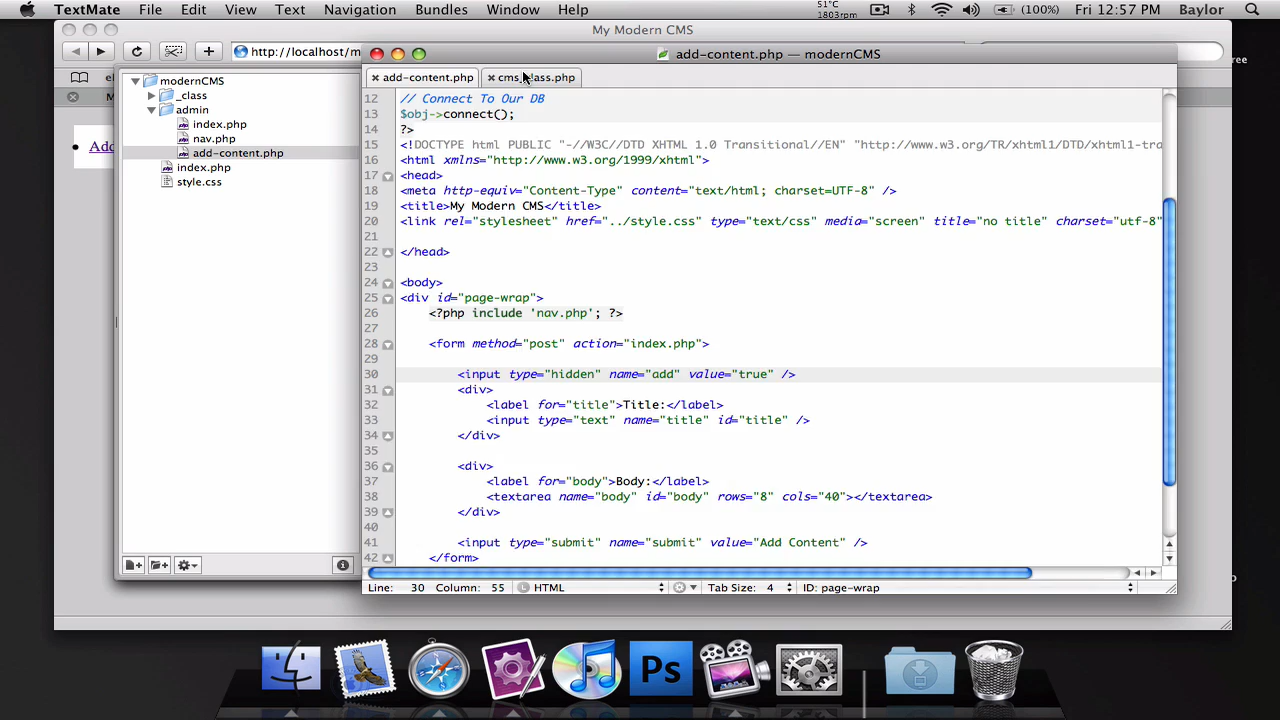 TextMate File Edit View Text Navigation Bundles Window Help 51°C 1803rpm (100%) Fri 12:57 PM Baylor
My Modern CMS
http://localhost/m
add-content.php — modernCMS
ree
modernCMS
_class
admin
index.php
nav.php
add-content.php
index.php
style.css
Add
add-content.php
12 // Connect To Our DB
13 $obj->connect();
14 ?>
15 <!DOCTYPE html PUBLIC "-//W3C//DTD XHTML 1.0 Transitional//EN" "http://www.w3.org/TR/xhtml1/DTD/xhtml1-tra
16 <html xmlns="http://www.w3.org/1999/xhtml">
17 <head>
18 <meta http-equiv="Content-Type" content="text/html; charset=UTF-8" />
19 <title>My Modern CMS</title>
20 <link rel="stylesheet" href="../style.css" type="text/css" media="screen" title="no title" charset="utf-8"
21
22 </head>
23
24 <body>
25 <div id="page-wrap">
26 <?php include 'nav.php'; ?>
27
28 <form method="post" action="index.php">
29
30 <input type="hidden" name="add" value="true" />
31 <div>
32 <label for="title">Title:</label>
33 <input type="text" name="title" id="title" />
34 </div>
35
36 <div>
37 <label for="body">Body:</label>
38 <textarea name="body" id="body" rows="8" cols="40"></textarea>
39 </div>
40
41 <input type="submit" name="submit" value="Add Content" />
42 </form>
Line: 30 Column: 55 HTML Tab Size: 4 ID: page-wrap
Ps